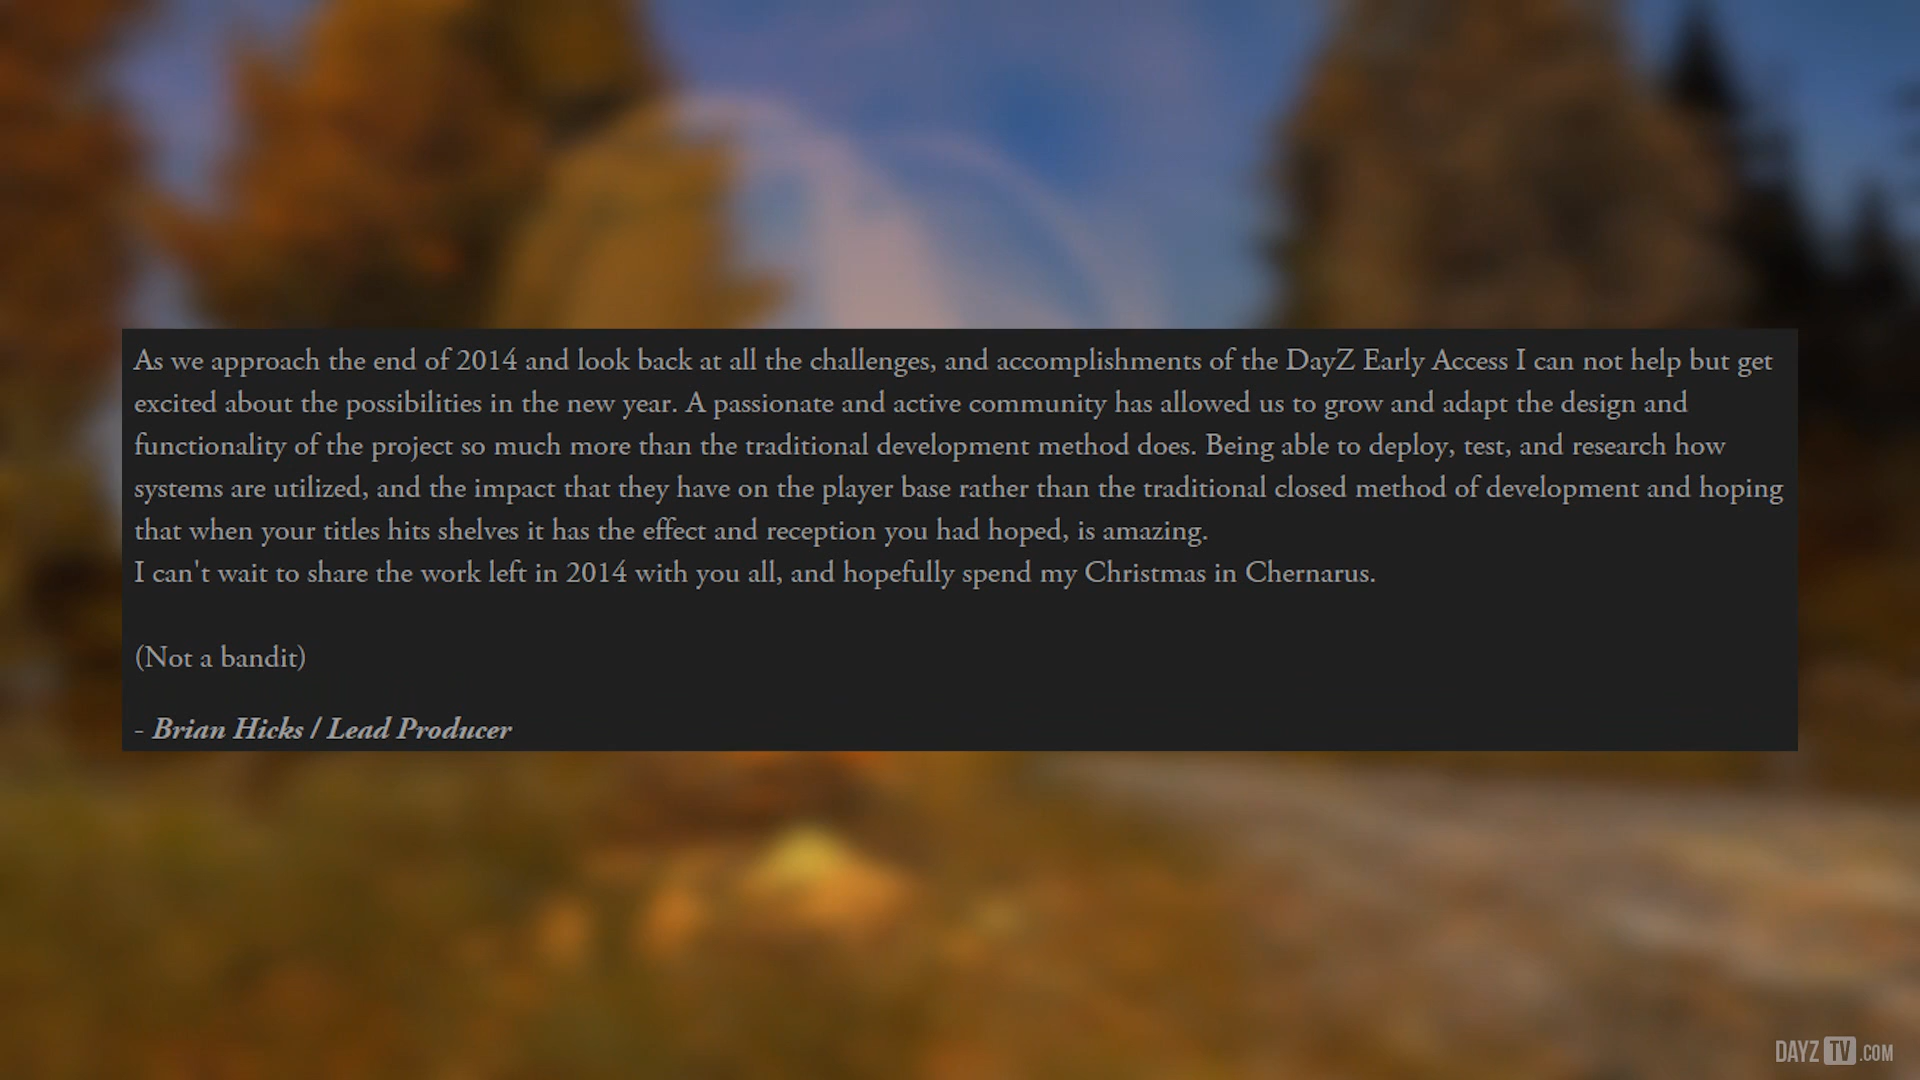 As we approach the end of 2014 and look back at all the challenges, and accomplishments of the DayZ Early Access I can not help but get
excited about the possibilities in the new year. A passionate and active community has allowed us to grow and adapt the design and
functionality of the project so much more than the traditional development method does. Being able to deploy, test, and research how
systems are utilized, and the impact that they have on the player base rather than the traditional closed method of development and hoping
that when your titles hits shelves it has the effect and reception you had hoped, is amazing.
I can't wait to share the work left in 2014 with you all, and hopefully spend my Christmas in Chernarus.
(Not a bandit)
- Brian Hicks / Lead Producer
DAYZ TV .COM